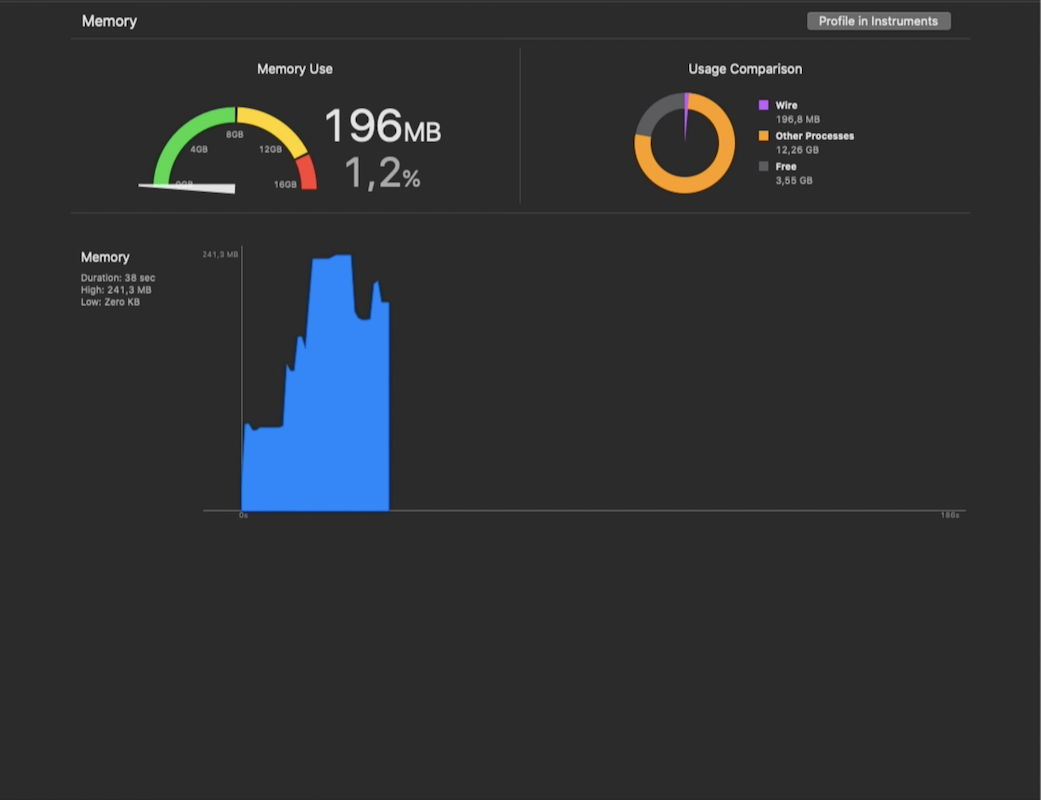 Memory
Profile in Instruments
Memory Use
196MB
1,2%
0GB
4GB
8GB
12GB
16GB
Usage Comparison
Wire
196,8 MB
Other Processes
12,26 GB
Free
3,55 GB
Memory
Duration: 38 sec
High: 241,3 MB
Low: Zero KB
241,3 MB
0s
186s